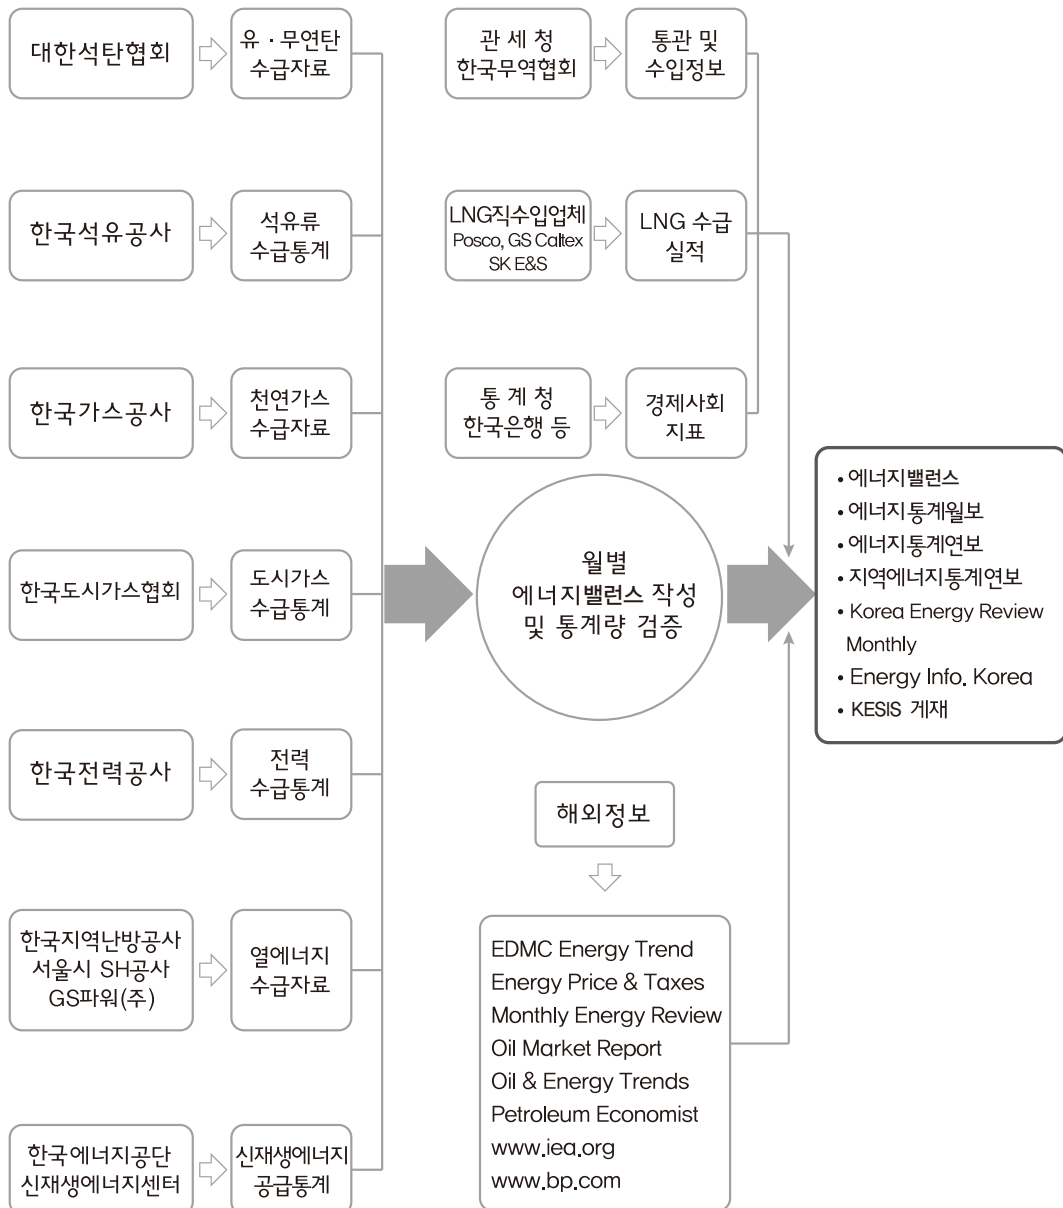 대한석탄협회
유 · 무연탄
수급자료
관 세 청
한국무역협회
통관 및
수입정보
한국석유공사
석유류
수급통계
LNG직수입업체
Posco, GS Caltex
SK E&S
LNG 수급
실적
한국가스공사
천연가스
수급자료
통 계 청
한국은행 등
경제사회
지표
한국도시가스협회
도시가스
수급통계
월별
에너지밸런스 작성
및 통계량 검증
• 에너지밸런스
• 에너지통계월보
• 에너지통계연보
• 지역에너지통계연보
• Korea Energy Review
Monthly
• Energy Info. Korea
• KESIS 게재
한국전력공사
전력
수급통계
해외정보
한국지역난방공사
서울시 SH공사
GS파워(주)
열에너지
수급자료
EDMC Energy Trend
Energy Price & Taxes
Monthly Energy Review
Oil Market Report
Oil & Energy Trends
Petroleum Economist
www.iea.org
www.bp.com
한국에너지공단
신재생에너지센터
신재생에너지
공급통계